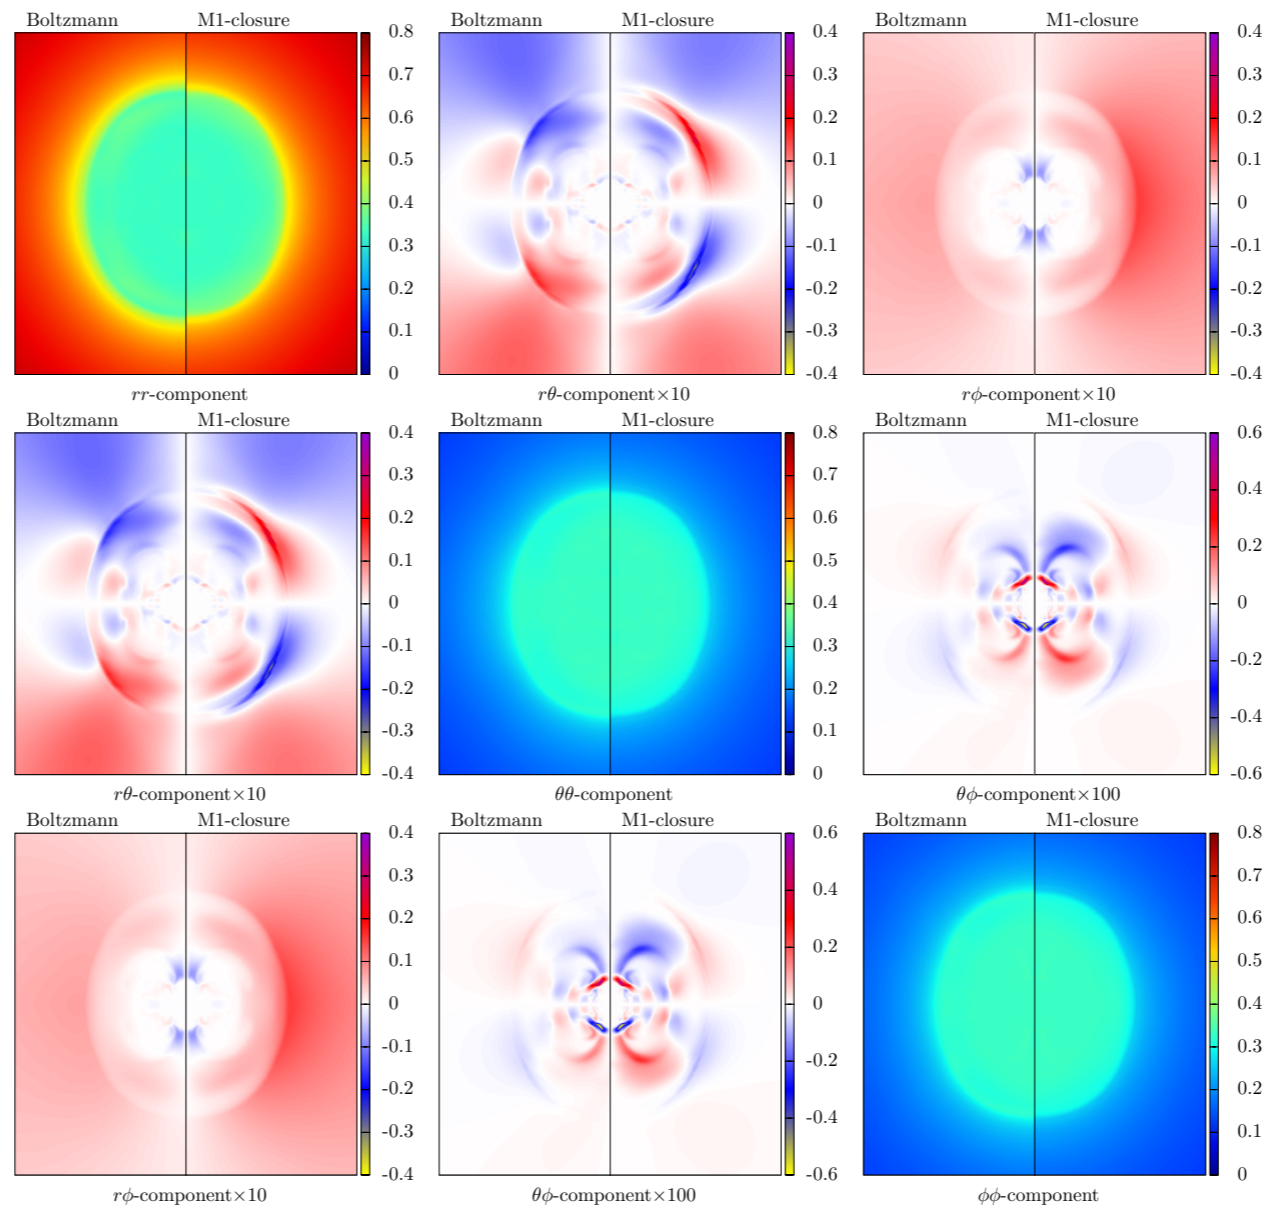 Boltzmann M1-closure Boltzmann M1-closure Boltzmann M1-closure
0.8 0.4 0.4
0.7 0.3 0.3
0.6 0.2 0.2
0.5 0.1 0.1
0.4 0 0
0.3 -0.1 -0.1
0.2 -0.2 -0.2
0.1 -0.3 -0.3
0 -0.4 -0.4
rr-component rθ-component×10 rϕ-component×10
Boltzmann M1-closure Boltzmann M1-closure Boltzmann M1-closure
0.4 0.8 0.6
0.3 0.7 0.4
0.2 0.6 0.2
0.1 0.5 0
0 0.4 -0.2
-0.1 0.3 -0.4
-0.2 0.2 -0.6
-0.3 0.1
-0.4 0
rθ-component×10 θθ-component θϕ-component×100
Boltzmann M1-closure Boltzmann M1-closure Boltzmann M1-closure
0.4 0.6 0.8
0.3 0.4 0.7
0.2 0.2 0.6
0.1 0 0.5
0 -0.2 0.4
-0.1 -0.4 0.3
-0.2 -0.6 0.2
-0.3 0.1
-0.4 0
rϕ-component×10 θϕ-component×100 ϕϕ-component